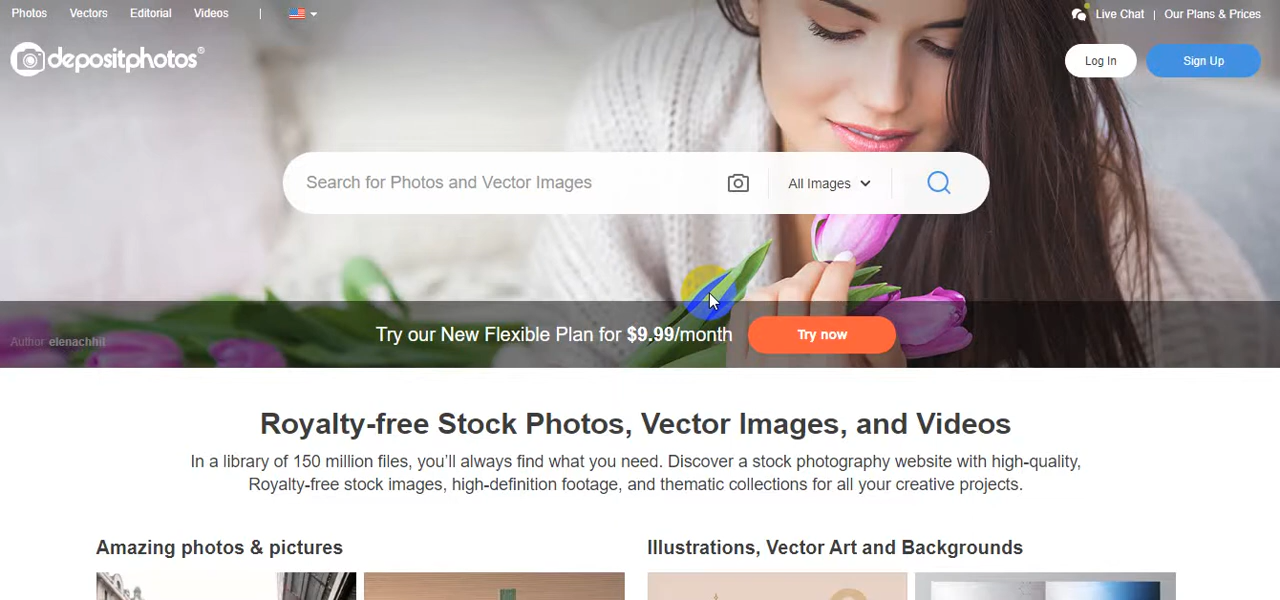 Photos Vectors Editorial Videos |
Live Chat | Our Plans & Prices
depositphotos®
Log In Sign Up
Search for Photos and Vector Images All Images
Try our New Flexible Plan for $9.99/month Try now
Author elenachhil
Royalty-free Stock Photos, Vector Images, and Videos
In a library of 150 million files, you'll always find what you need. Discover a stock photography website with high-quality,
Royalty-free stock images, high-definition footage, and thematic collections for all your creative projects.
Amazing photos & pictures
Illustrations, Vector Art and Backgrounds